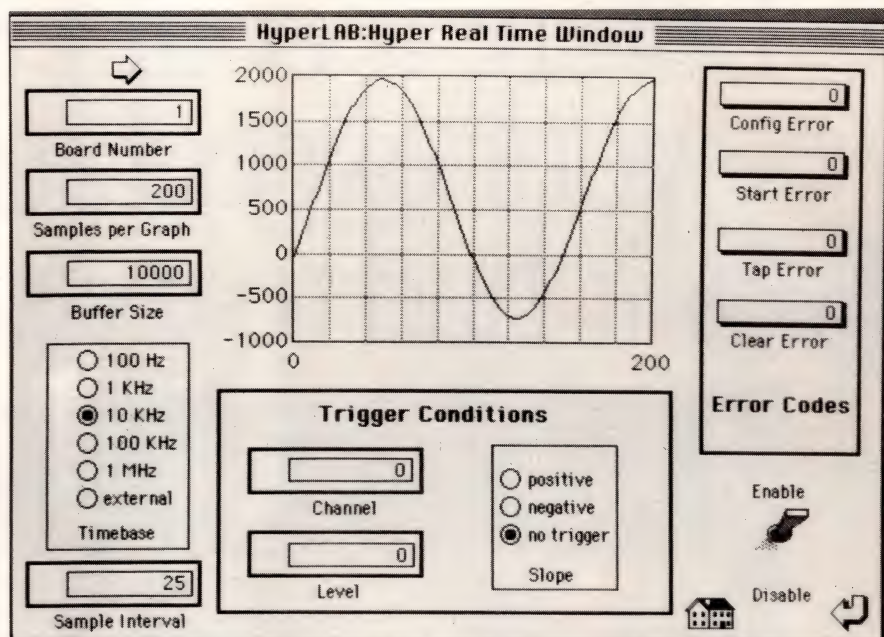 HyperLAB:Hyper Real Time Window
1
Board Number
200
Samples per Graph
10000
Buffer Size
100 Hz
1 KHz
10 KHz
100 KHz
1 MHz
external
Timebase
25
Sample Interval
2000
1500
1000
500
0
-500
-1000
0
200
Trigger Conditions
0
Channel
0
Level
positive
negative
no trigger
Slope
0
Config Error
0
Start Error
0
Tap Error
0
Clear Error
Error Codes
Enable
Disable